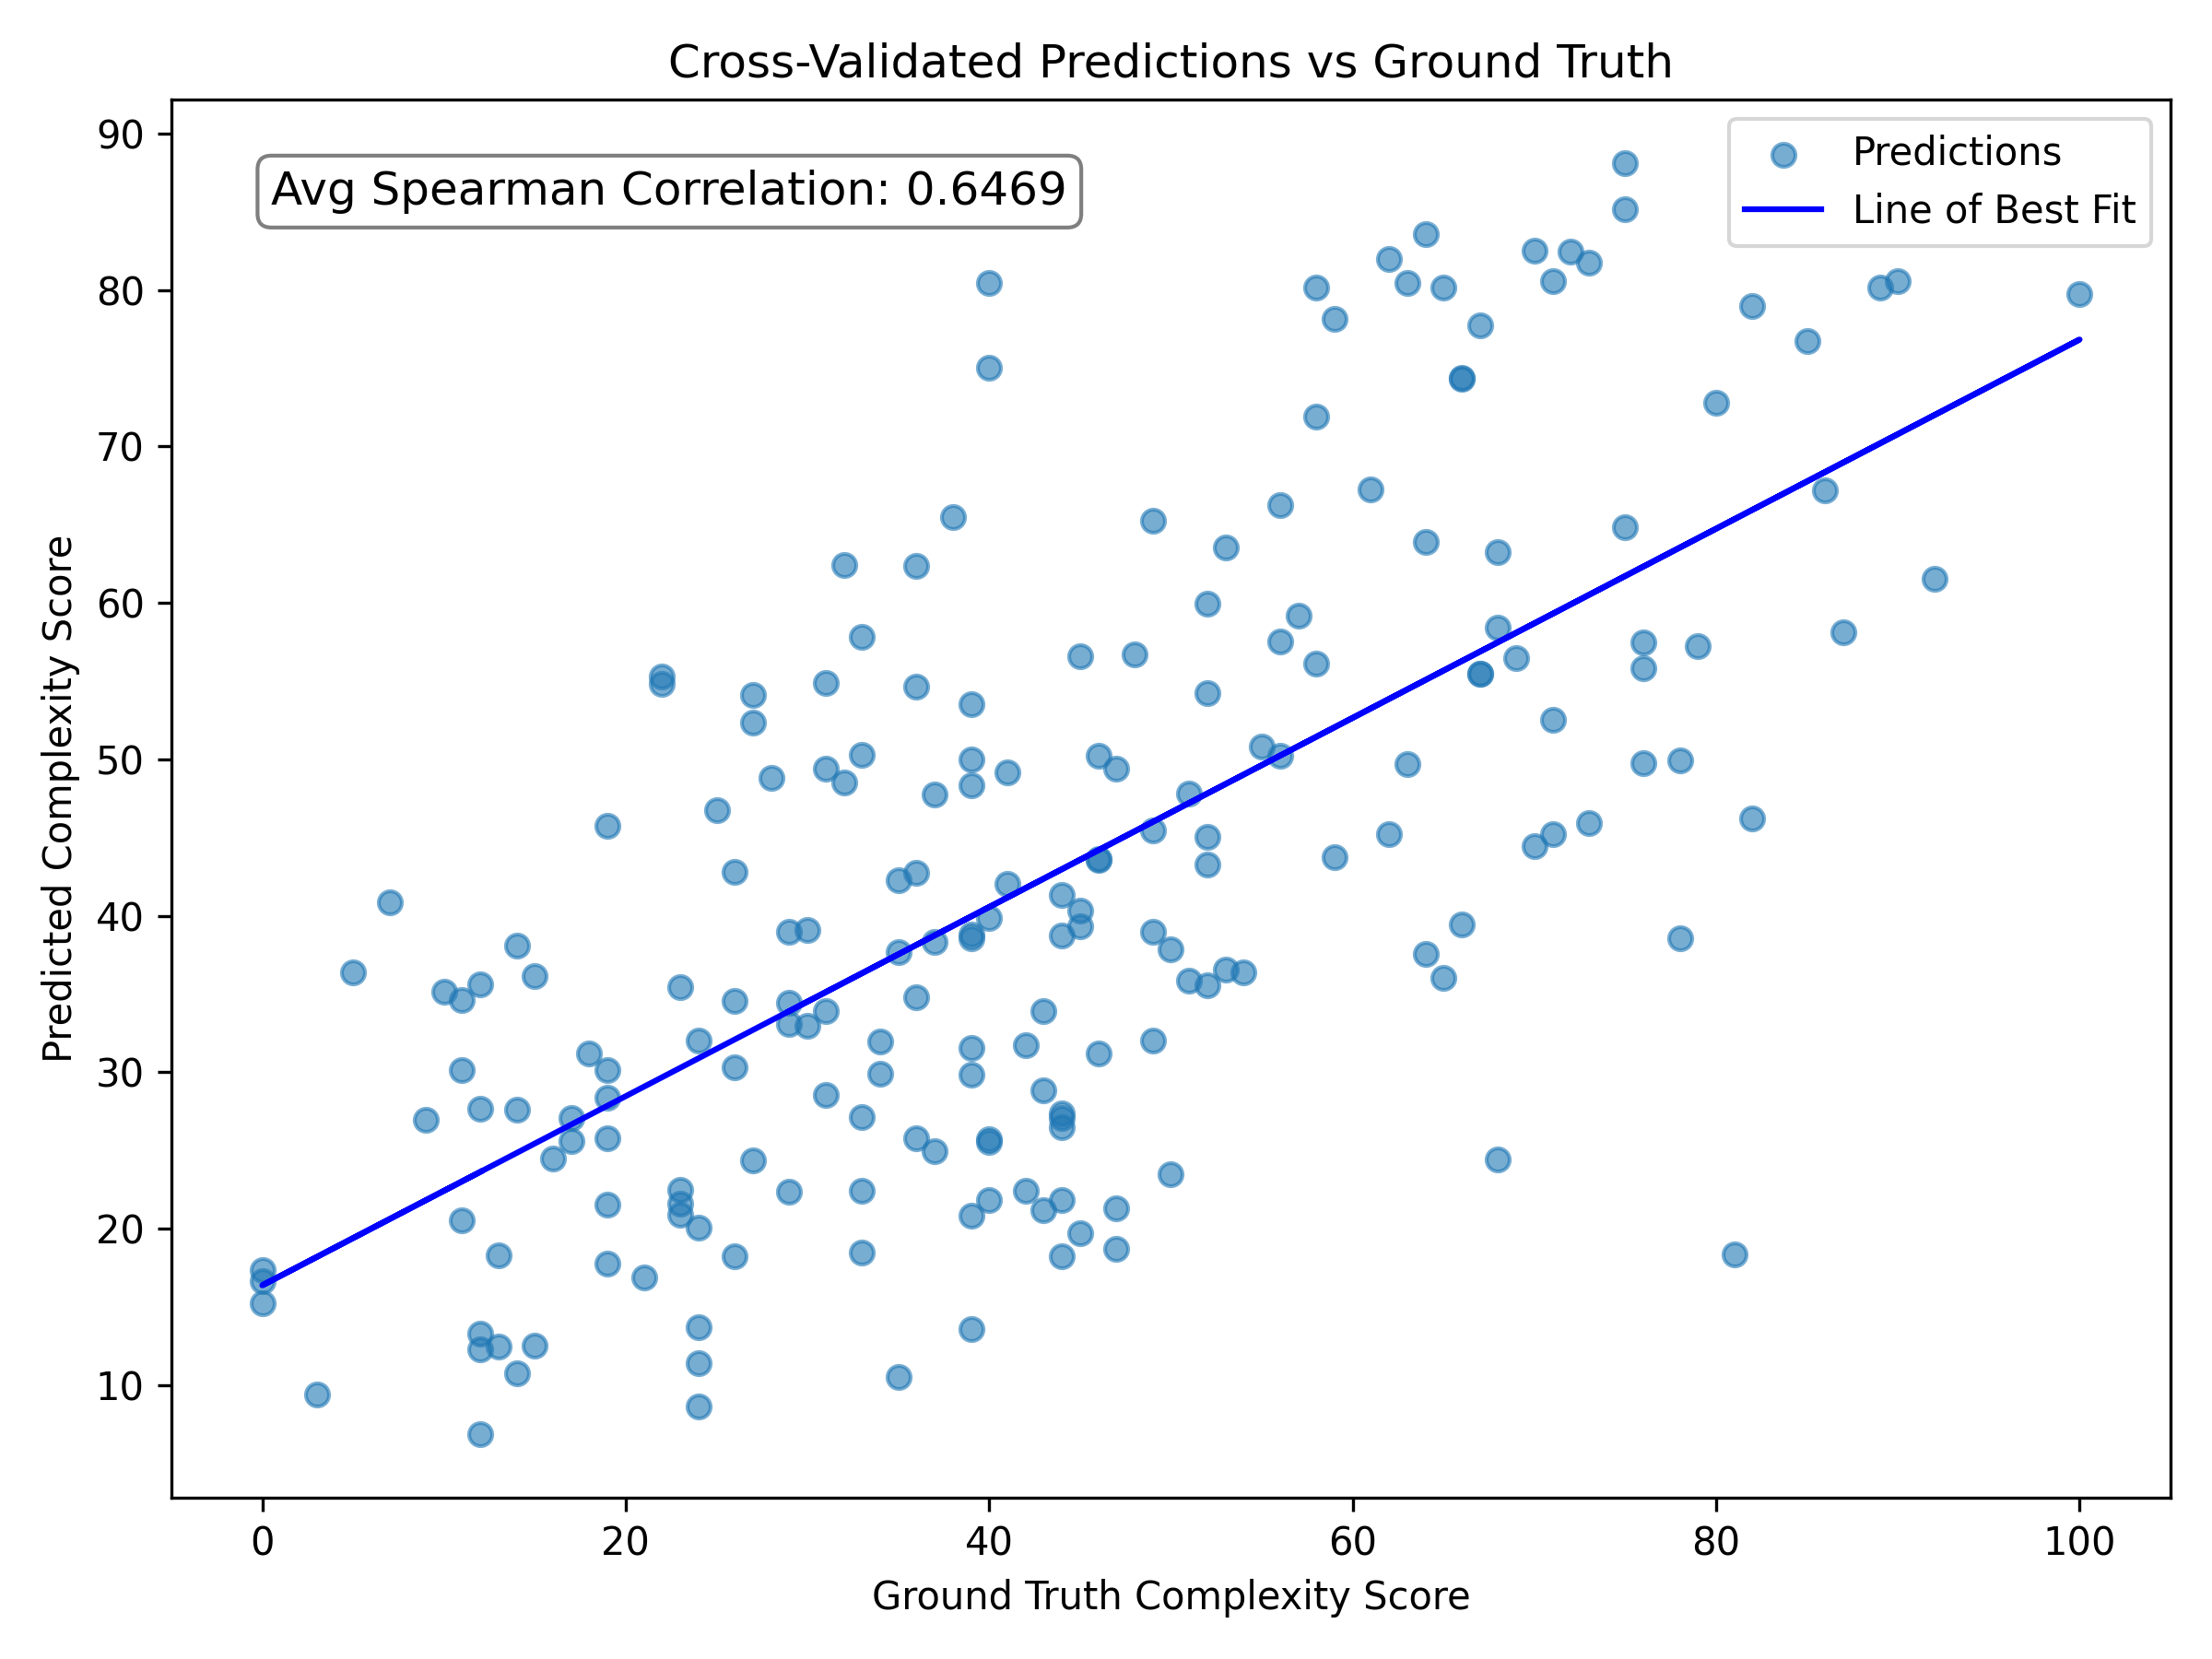 Cross-Validated Predictions vs Ground Truth
Avg Spearman Correlation: 0.6469
Predictions
Line of Best Fit
Predicted Complexity Score
90
80
70
60
50
40
30
20
10
0 20 40 60 80 100
Ground Truth Complexity Score